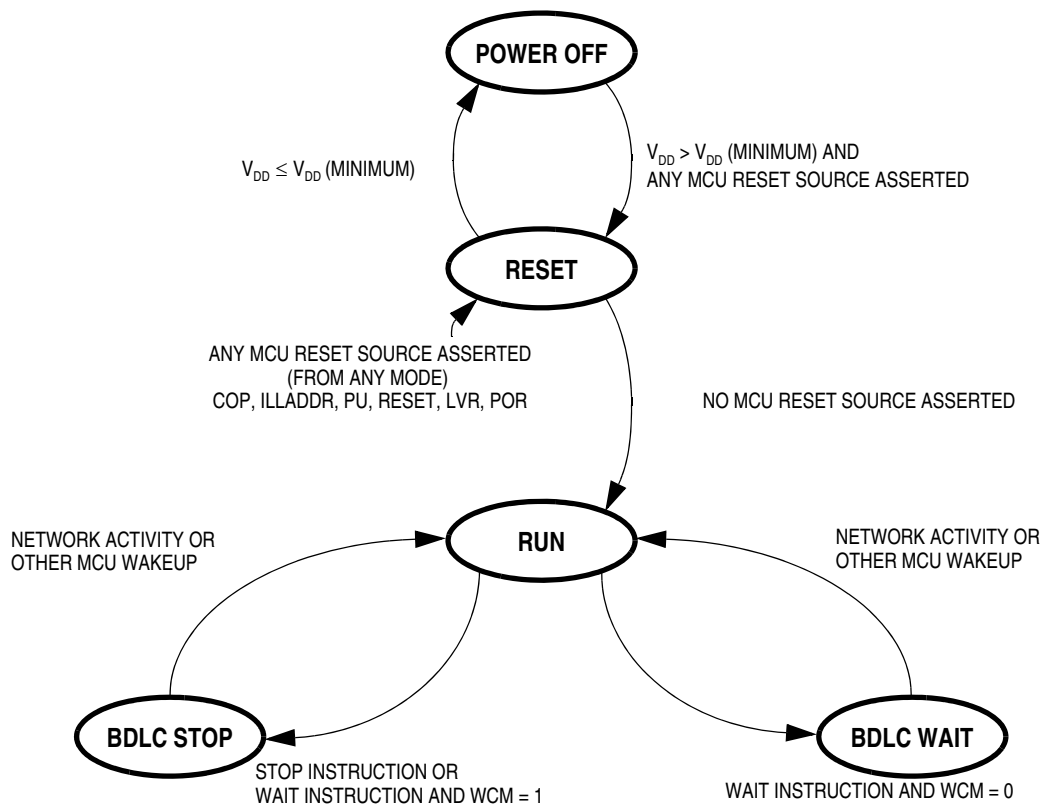 POWER OFF
V_DD ≤ V_DD (MINIMUM)
V_DD > V_DD (MINIMUM) AND
ANY MCU RESET SOURCE ASSERTED
RESET
ANY MCU RESET SOURCE ASSERTED
(FROM ANY MODE)
COP, ILLADDR, PU, RESET, LVR, POR
NO MCU RESET SOURCE ASSERTED
NETWORK ACTIVITY OR
OTHER MCU WAKEUP
RUN
NETWORK ACTIVITY OR
OTHER MCU WAKEUP
BDLC STOP
BDLC WAIT
STOP INSTRUCTION OR
WAIT INSTRUCTION AND WCM = 1
WAIT INSTRUCTION AND WCM = 0